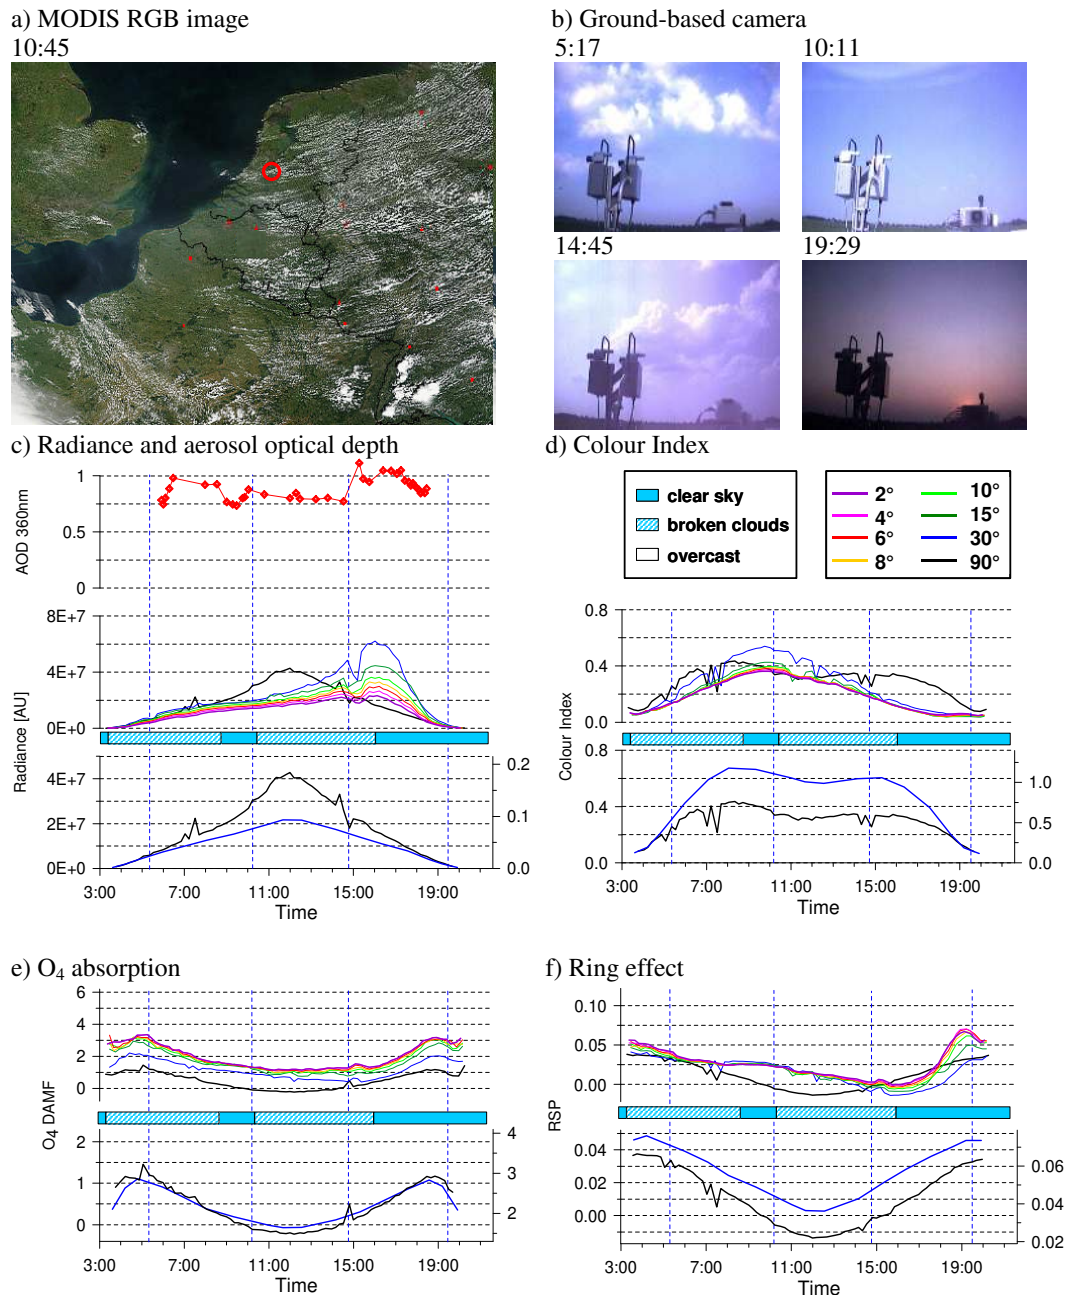 a) MODIS RGB image
10:45
b) Ground-based camera
5:17
10:11
14:45
19:29
c) Radiance and aerosol optical depth
AOD 360nm
1
0.5
0
8E+7
4E+7
0E+0
Radiance [AU]
4E+7
2E+7
0E+0
0.2
0.1
0.0
3:00 7:00 11:00 15:00 19:00
Time
d) Colour Index
clear sky
broken clouds
overcast
2°
4°
6°
8°
10°
15°
30°
90°
0.8
0.4
0.0
Colour Index
0.8
0.4
0.0
1.0
0.5
0.0
3:00 7:00 11:00 15:00 19:00
Time
e) O₄ absorption
6
4
2
0
O₄ DAMF
2
1
0
4
3
2
3:00 7:00 11:00 15:00 19:00
Time
f) Ring effect
0.10
0.05
0.00
RSP
0.04
0.02
0.00
0.06
0.04
0.02
3:00 7:00 11:00 15:00 19:00
Time